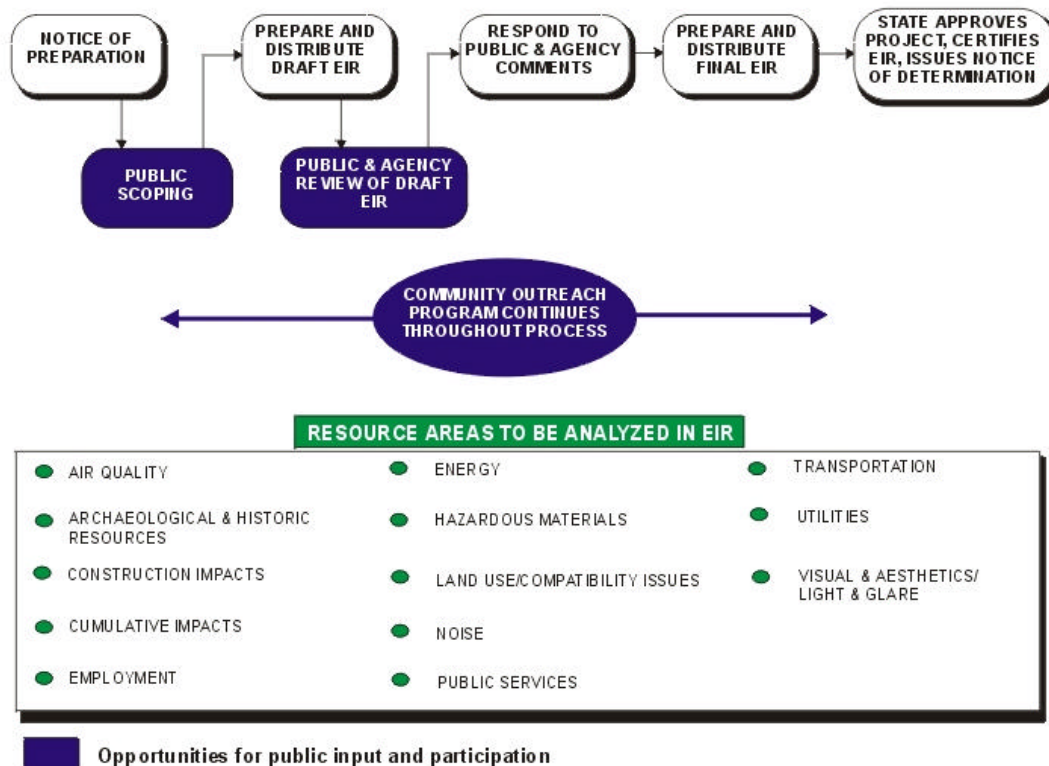 NOTICE OF
PREPARATION
PREPARE AND
DISTRIBUTE
DRAFT EIR
RESPOND TO
PUBLIC & AGENCY
COMMENTS
PREPARE AND
DISTRIBUTE
FINAL EIR
STATE APPROVES
PROJECT, CERTIFIES
EIR, ISSUES NOTICE
OF DETERMINATION
PUBLIC
SCOPING
PUBLIC & AGENCY
REVIEW OF DRAFT
EIR
COMMUNITY OUTREACH
PROGRAM CONTINUES
THROUGHOUT PROCESS
RESOURCE AREAS TO BE ANALYZED IN EIR
AIR QUALITY
ARCHAEOLOGICAL & HISTORIC
RESOURCES
CONSTRUCTION IMPACTS
CUMULATIVE IMPACTS
EMPLOYMENT
ENERGY
HAZARDOUS MATERIALS
LAND USE/COMPATIBILITY ISSUES
NOISE
PUBLIC SERVICES
TRANSPORTATION
UTILITIES
VISUAL & AESTHETICS/
LIGHT & GLARE
Opportunities for public input and participation